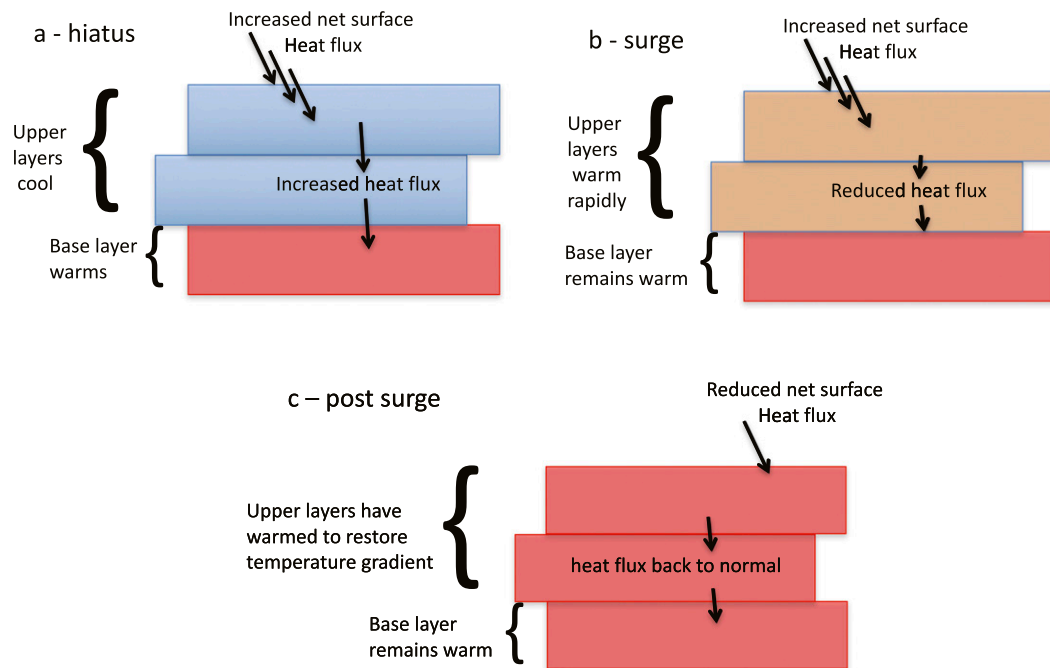 a - hiatus
Increased net surface
Heat flux
Upper
layers
cool
Increased heat flux
Base layer
warms
b - surge
Increased net surface
Heat flux
Upper
layers
warm
rapidly
Reduced heat flux
Base layer
remains warm
c – post surge
Reduced net surface
Heat flux
Upper layers have
warmed to restore
temperature gradient
heat flux back to normal
Base layer
remains warm